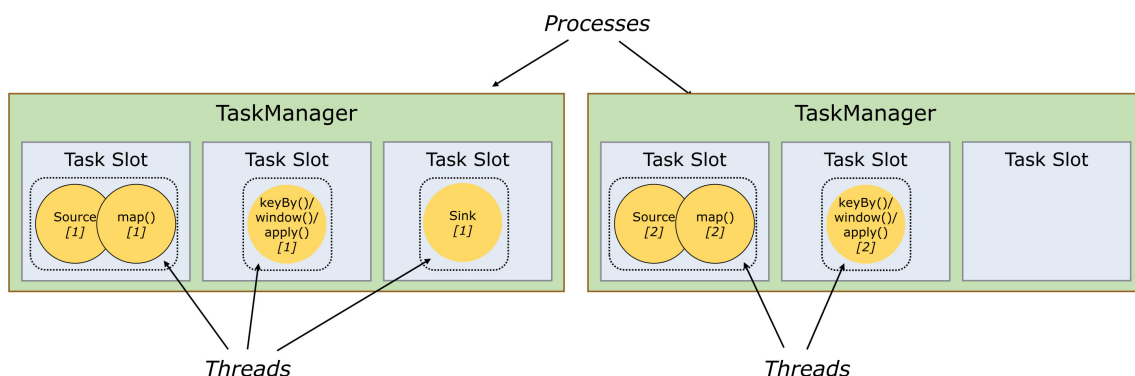 Processes
TaskManager
Task Slot
Source
[1]
map()
[1]
Task Slot
keyBy()/
window()/
apply()
[1]
Task Slot
Sink
[1]
Threads
TaskManager
Task Slot
Source
[2]
map()
[2]
Task Slot
keyBy()/
window()/
apply()
[2]
Task Slot
Threads